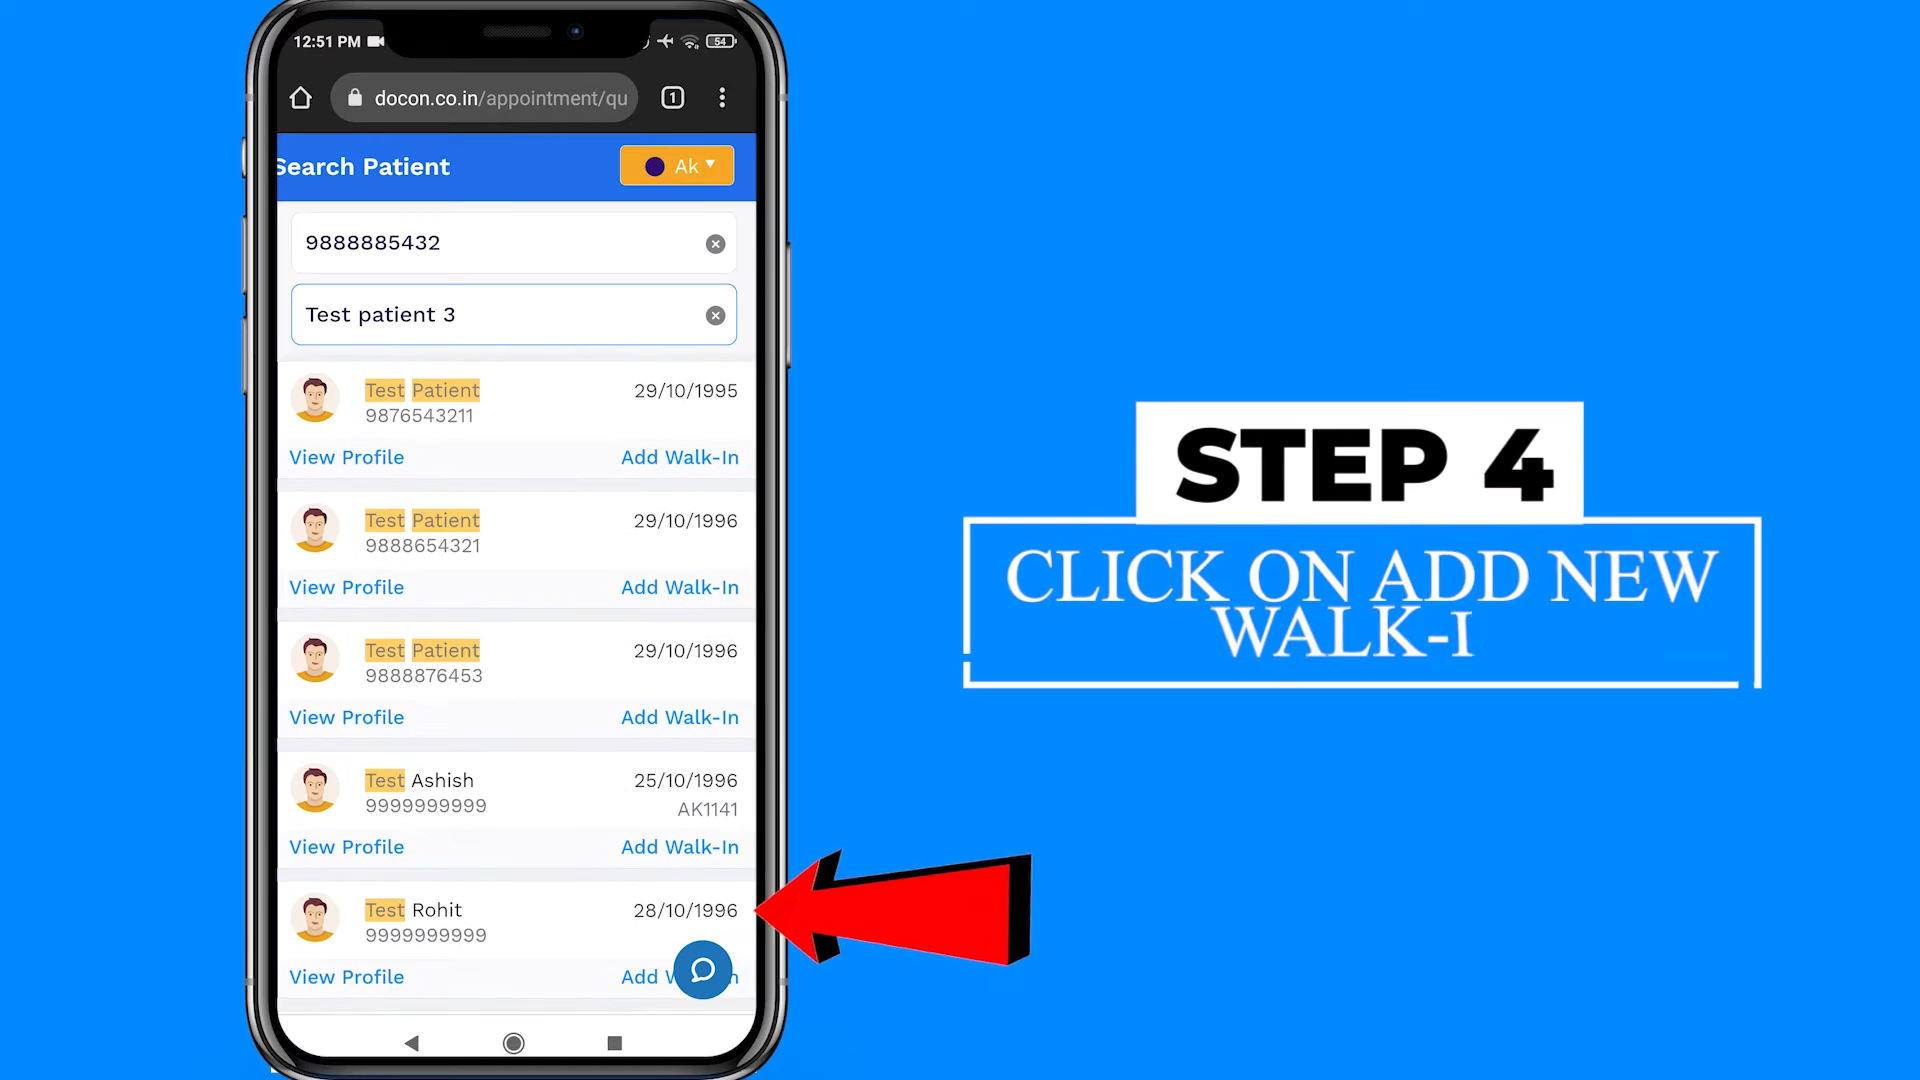 12:51 PM
54
docon.co.in/appointment/qu
1
Search Patient
Ak
9888885432
Test patient 3
Test Patient 29/10/1995
9876543211
View Profile Add Walk-In
Test Patient 29/10/1996
9888654321
View Profile Add Walk-In
Test Patient 29/10/1996
9888876453
View Profile Add Walk-In
Test Ashish 25/10/1996
9999999999 AK1141
View Profile Add Walk-In
Test Rohit 28/10/1996
9999999999
View Profile Add
STEP 4
CLICK ON ADD NEW
WALK-I